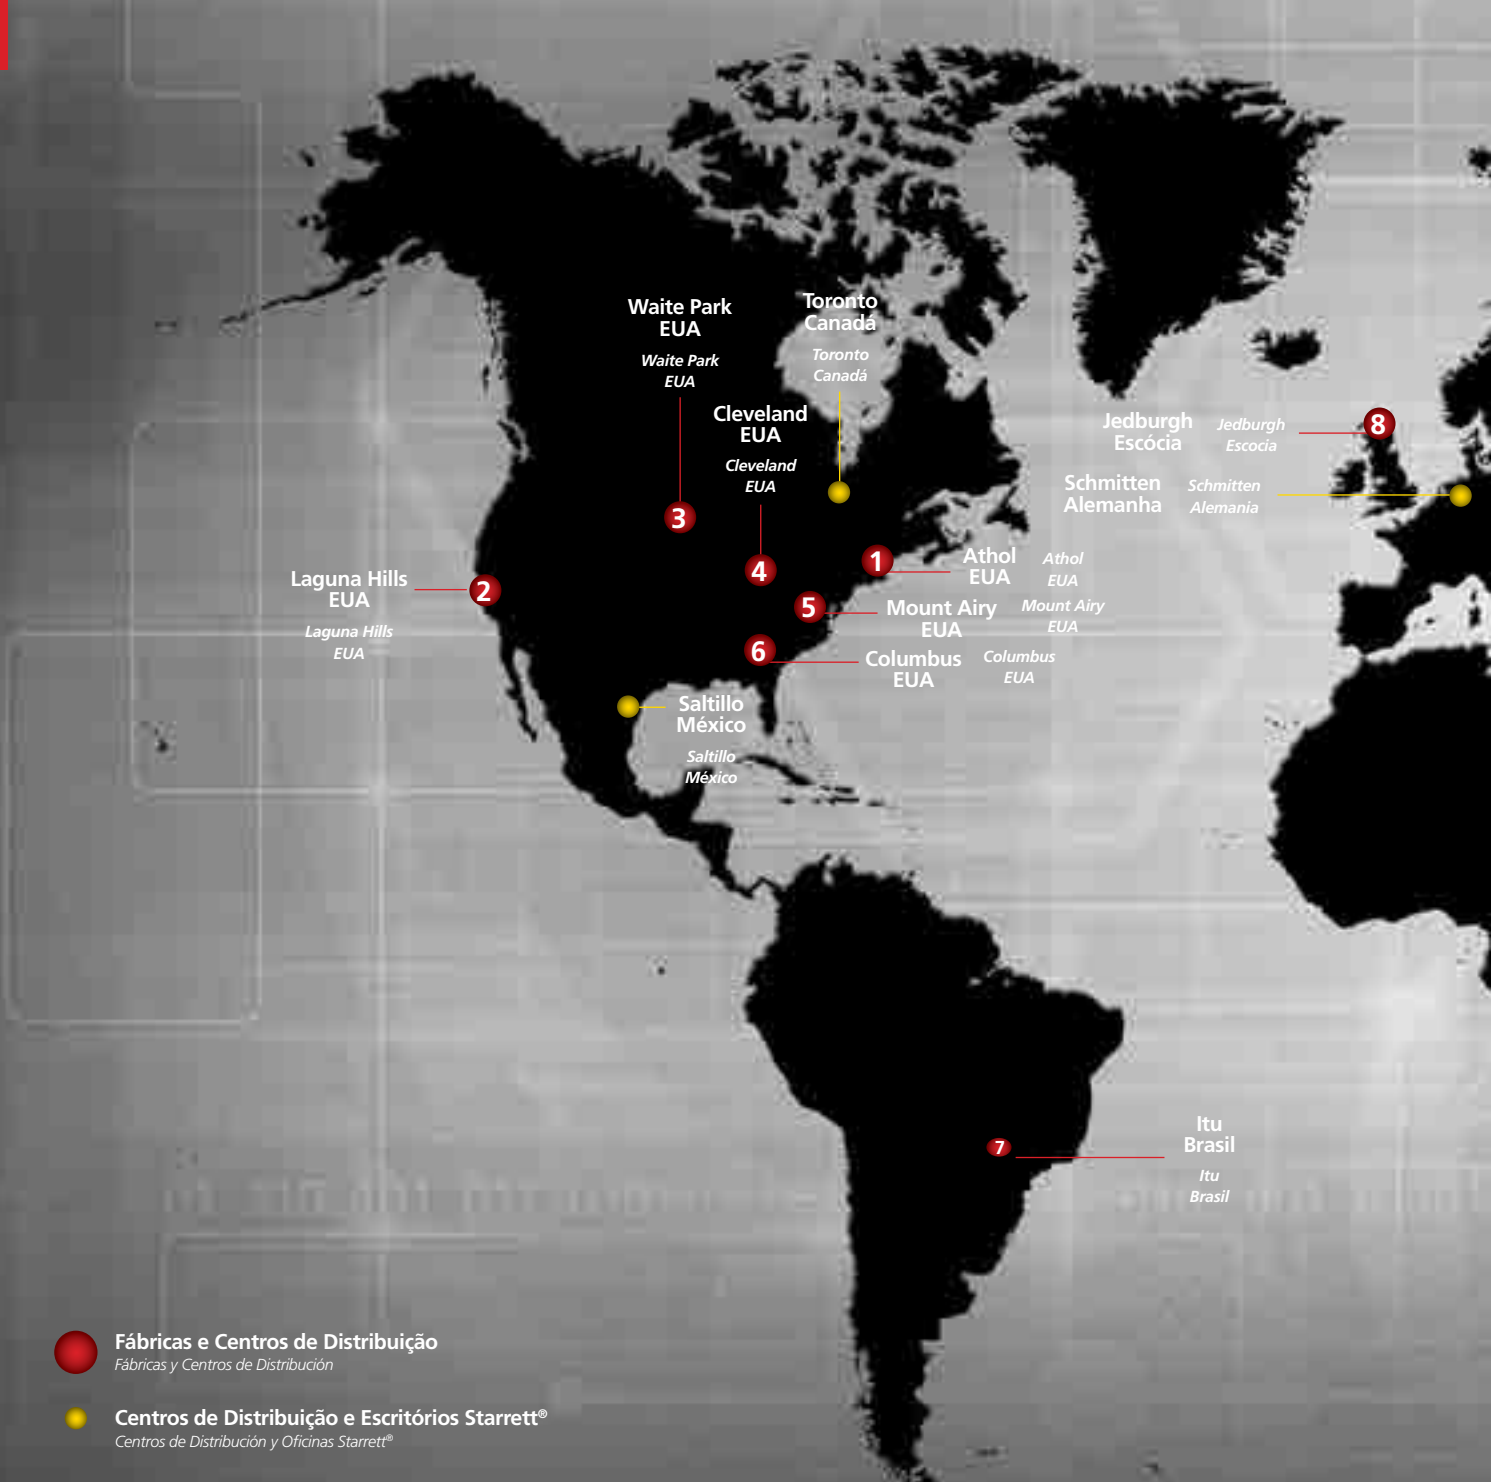 Waite Park
EUA
Waite Park
EUA
Toronto
Canadá
Toronto
Canadá
Cleveland
EUA
Cleveland
EUA
Jedburgh
Escócia
Jedburgh
Escocia
8
Schmitten
Alemanha
Schmitten
Alemania
3
4
1
Athol
EUA
Athol
EUA
Laguna Hills
EUA
Laguna Hills
EUA
2
5
Mount Airy
EUA
Mount Airy
EUA
6
Columbus
EUA
Columbus
EUA
Saltillo
México
Saltillo
México
7
Itu
Brasil
Itu
Brasil
Fábricas e Centros de Distribuição
Fábricas y Centros de Distribución
Centros de Distribuição e Escritórios Starrett®
Centros de Distribución y Oficinas Starrett®